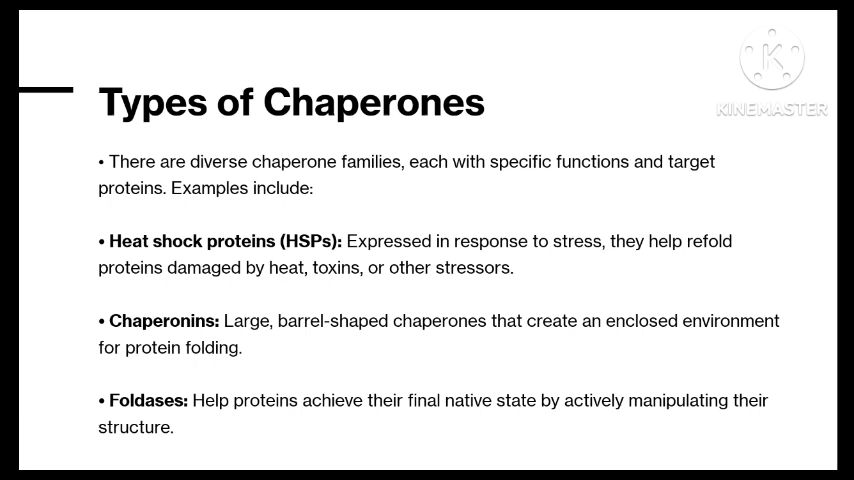 KINEMASTER
Types of Chaperones
• There are diverse chaperone families, each with specific functions and target
proteins. Examples include:
• Heat shock proteins (HSPs): Expressed in response to stress, they help refold
proteins damaged by heat, toxins, or other stressors.
• Chaperonins: Large, barrel-shaped chaperones that create an enclosed environment
for protein folding.
• Foldases: Help proteins achieve their final native state by actively manipulating their
structure.